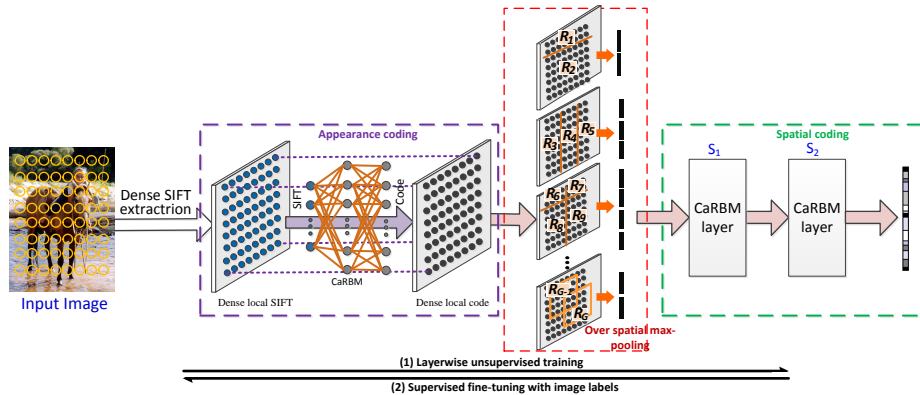 Input Image
Dense SIFT
extractrion
Appearance coding
SIFT
Code
CaRBM
Dense local SIFT
Dense local code
R1
R2
R3
R4
R5
R6
R7
R8
R9
RG-1
RG
Over spatial max-
pooling
Spatial coding
S1
S2
CaRBM
layer
CaRBM
layer
(1) Layerwise unsupervised training
(2) Supervised fine-tuning with image labels